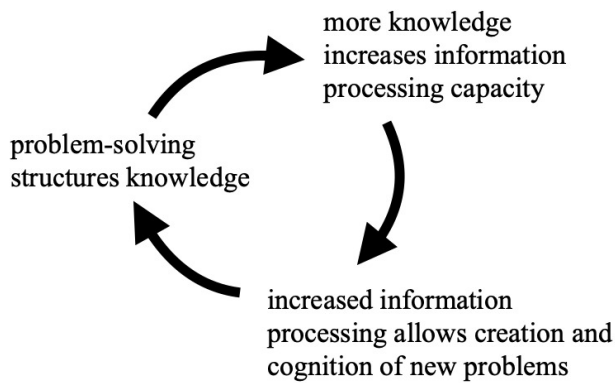 more knowledge
increases information
processing capacity
problem-solving
structures knowledge
increased information
processing allows creation and
cognition of new problems